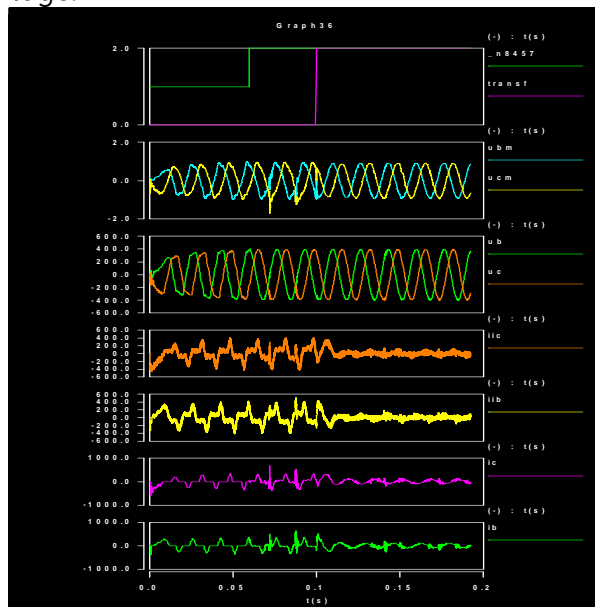 Graph36
(-) : t(s)
_n8457
transf
2.0
0.0
(-) : t(s)
ubm
ucm
2.0
0.0
-2.0
(-) : t(s)
ub
uc
600.0
400.0
200.0
0.0
-200.0
-400.0
-600.0
(-) : t(s)
iic
600.0
400.0
200.0
0.0
-200.0
-400.0
-600.0
(-) : t(s)
iib
600.0
400.0
200.0
0.0
-200.0
-400.0
-600.0
(-) : t(s)
ic
1000.0
0.0
-1000.0
(-) : t(s)
ib
1000.0
0.0
-1000.0
0.0 0.05 0.1 0.15 0.2
t(s)